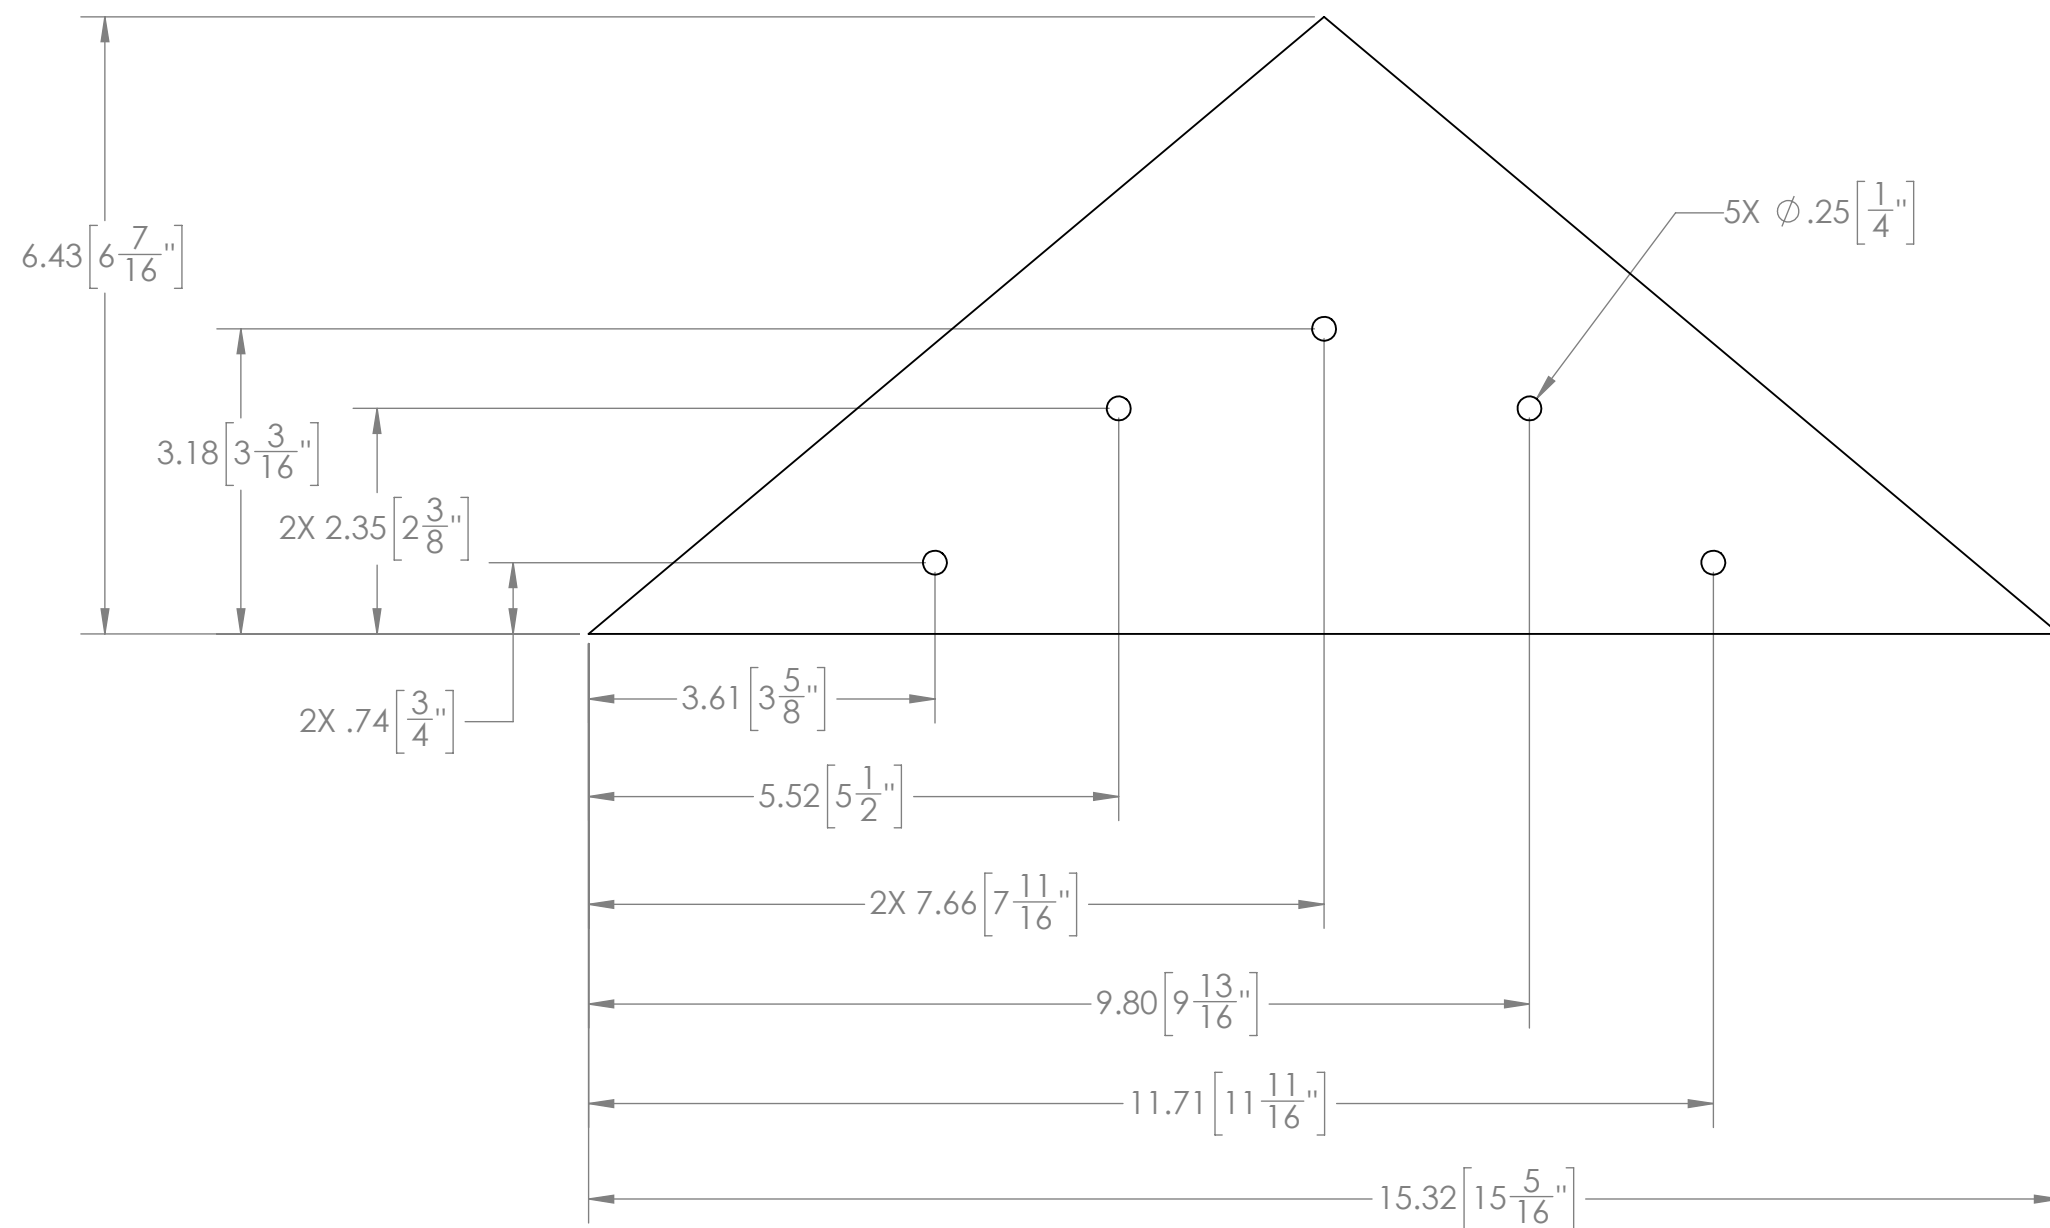 5X ∅ .25[1/4"]
6.43[6 7/16"]
3.18[3 3/16"]
2X 2.35[2 3/8"]
2X .74[3/4"]
3.61[3 5/8"]
5.52[5 1/2"]
2X 7.66[7 11/16"]
9.80[9 13/16"]
11.71[11 11/16"]
15.32[15 5/16"]